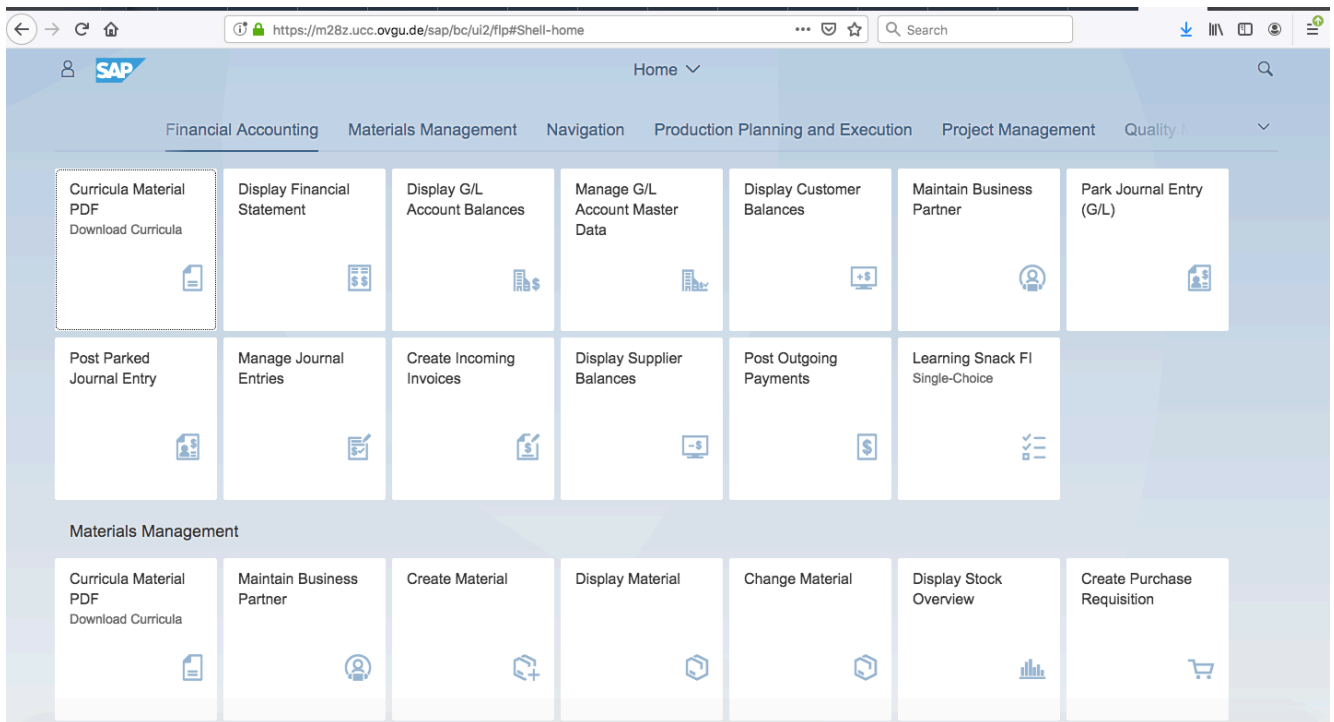 https://m28z.ucc.ovgu.de/sap/bc/ui2/flp#Shell-home
Search
SAP
Home
Financial Accounting
Materials Management
Navigation
Production Planning and Execution
Project Management
Quality
Curricula Material
PDF
Download Curricula
Display Financial
Statement
Display G/L
Account Balances
Manage G/L
Account Master
Data
Display Customer
Balances
Maintain Business
Partner
Park Journal Entry
(G/L)
Post Parked
Journal Entry
Manage Journal
Entries
Create Incoming
Invoices
Display Supplier
Balances
Post Outgoing
Payments
Learning Snack FI
Single-Choice
Materials Management
Curricula Material
PDF
Download Curricula
Maintain Business
Partner
Create Material
Display Material
Change Material
Display Stock
Overview
Create Purchase
Requisition